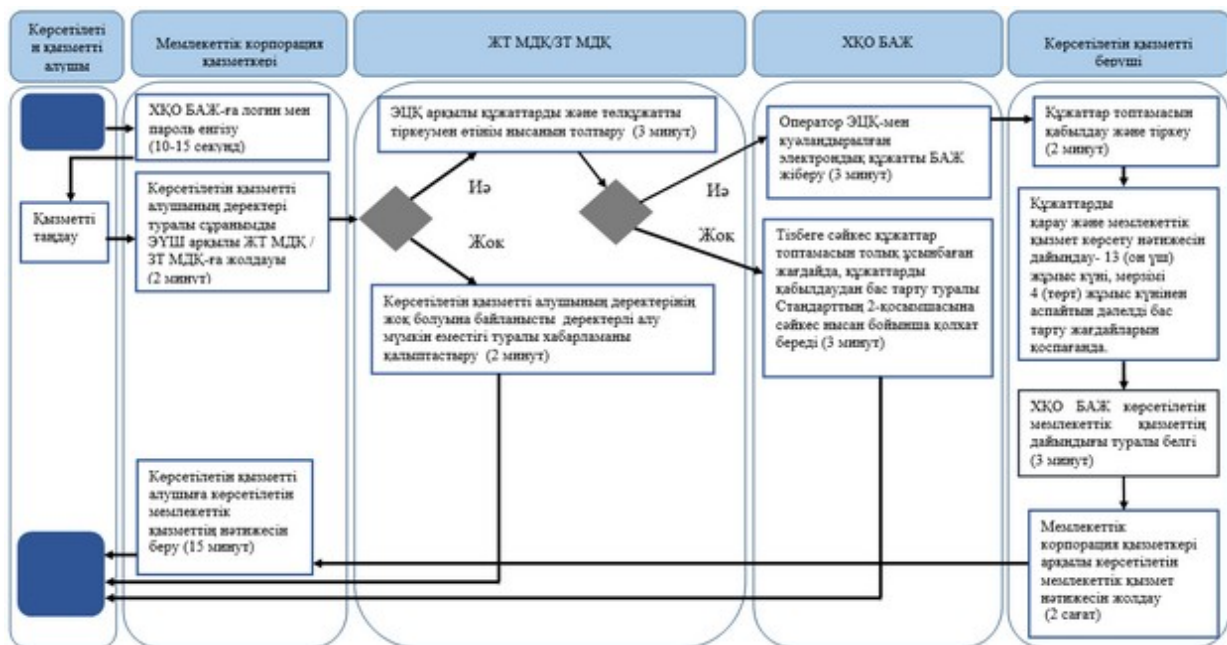 Көрсетілеті
н қызметті
алушы
Мемлекеттік корпорация
қызметкері
ЖТ МДҚ/ЗТ МДҚ
ХҚО БАЖ
Көрсетілетін қызметті
беруші
ХҚО БАЖ-ға логин мен
пароль енгізу
(10-15 секунд)
Қызметті
таңдау
Көрсетілетін қызметті
алушының деректері
туралы сұранымды
ЭҮШ арқылы ЖТ МДҚ /
ЗТ МДҚ-ға жолдауы
(2 минут)
ЭЦҚ арқылы құжаттарды және төлқұжатты
тіркеумен өтінім нысанын толтыру (3 минут)
Иә
Жоқ
Көрсетілетін қызметті алушының деректерінің
жоқ болуына байланысты деректерлі алу
мүмкін еместігі туралы хабарламаны
қалыптастыру (2 минут)
Иә
Жоқ
Оператор ЭЦҚ-мен
куәландырылған
электрондық құжатты БАЖ
жіберу (3 минут)
Тізбеге сәйкес құжаттар
топтамасын толық ұсынбаған
жағдайда, құжаттарды
қабылдаудан бас тарту туралы
Стандарттың 2-қосымшасына
сәйкес нысан бойынша қолхат
береді (3 минут)
Құжаттар топтамасын
қабылдау және тіркеу
(2 минут)
Құжаттарды
қарау және мемлекеттік
қызмет көрсету нәтижесін
дайындау- 13 (он үш)
жұмыс күні, мерзімі
4 (төрт) жұмыс күнінен
аспайтын дәлелді бас
тарту жағдайларын
қоспағанда.
ХҚО БАЖ көрсетілетін
мемлекеттік қызметтің
дайындығы туралы белгі
(3 минут)
Мемлекеттік
корпорация қызметкері
арқылы көрсетілетін
мемлекеттік қызмет
нәтижесін жолдау
(2 сағат)
Көрсетілетін қызметті
алушыға көрсетілетін
мемлекеттік
қызметтің нәтижесін
беру (15 минут)